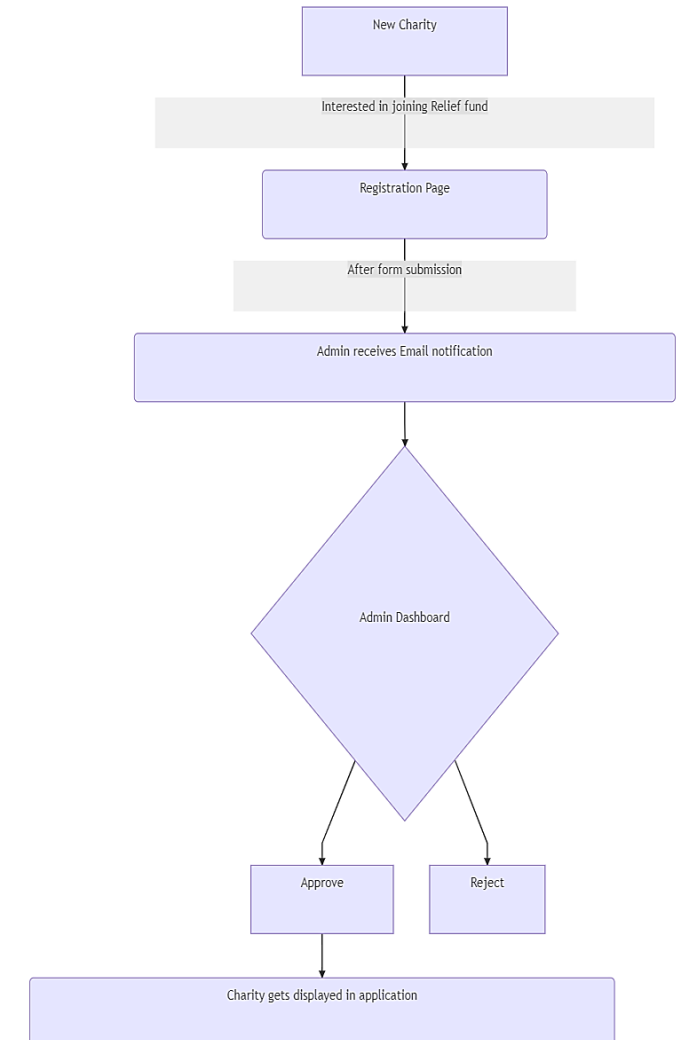 New Charity
Interested in joining Relief fund
Registration Page
After form submission
Admin receives Email notification
Admin Dashboard
Approve
Reject
Charity gets displayed in application